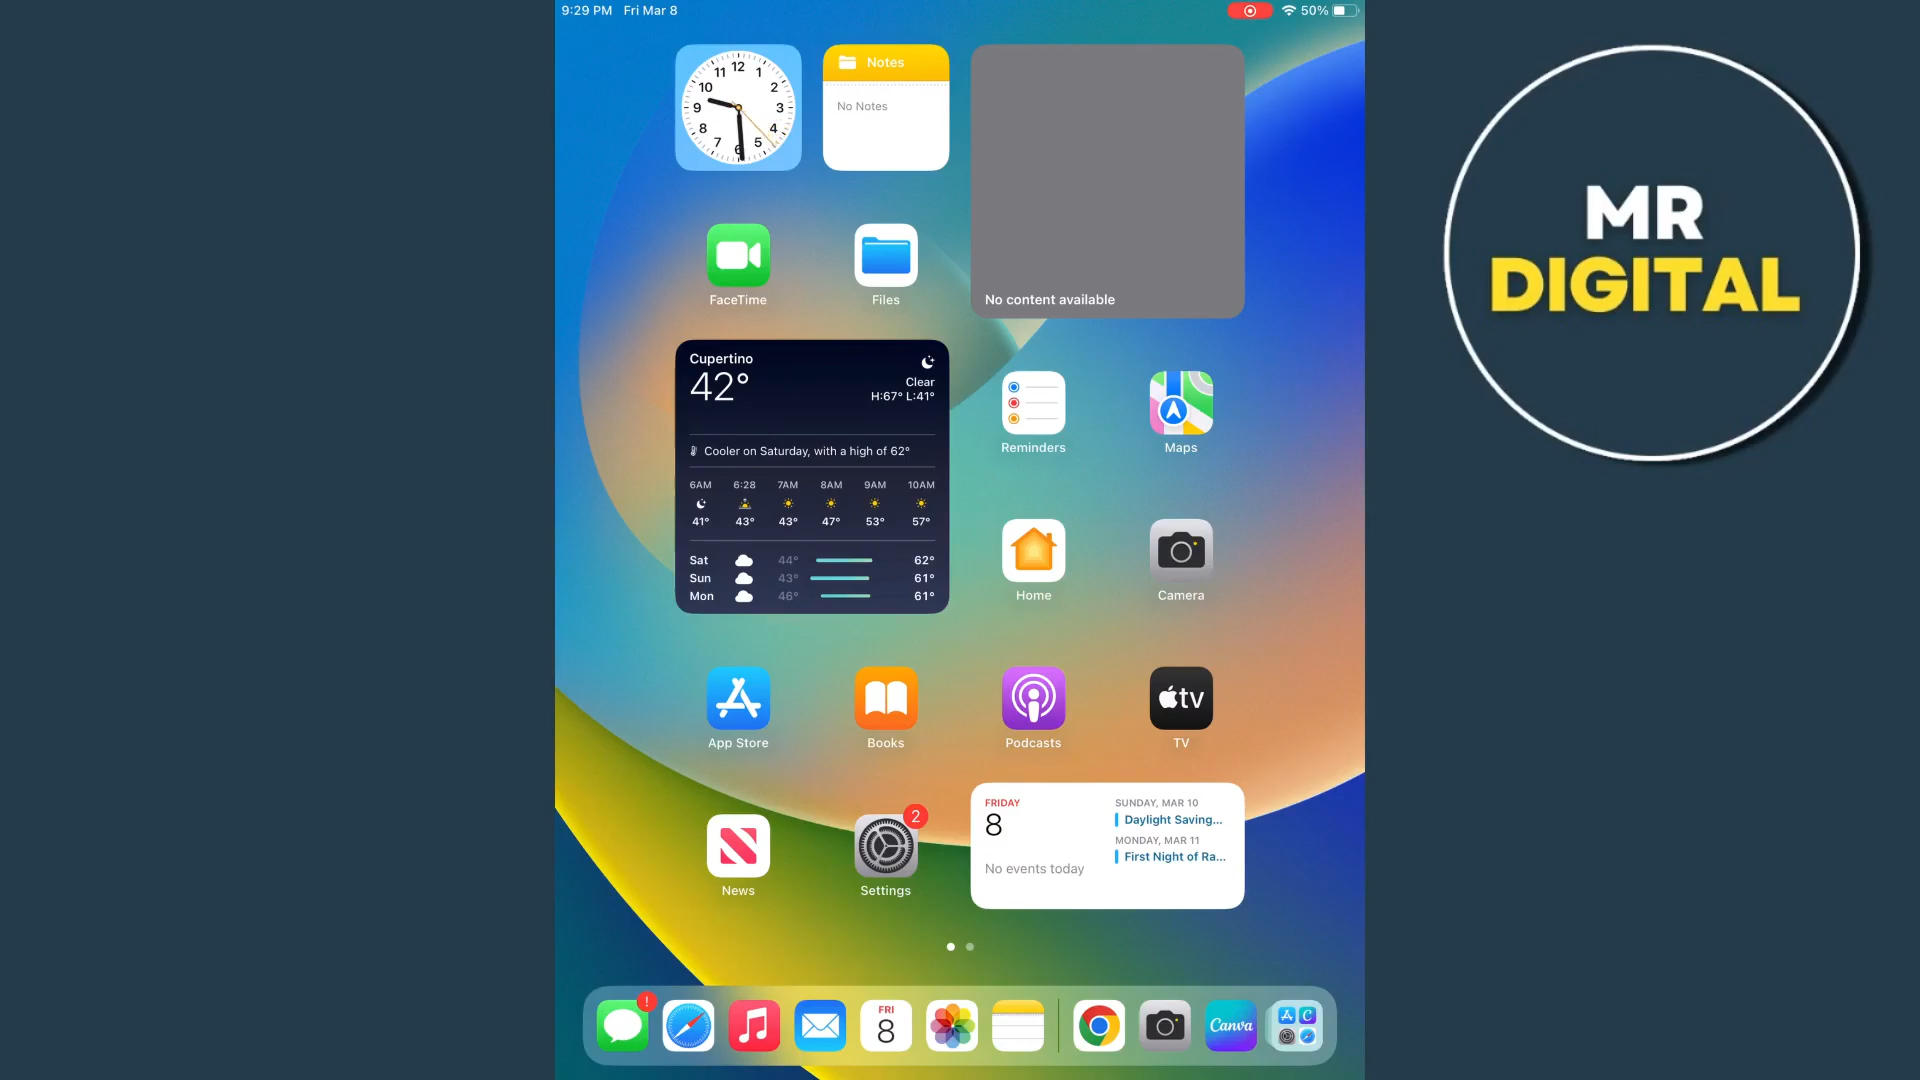 9:29 PM Fri Mar 8
50%
12
11 1
10 2
9 3
8 4
7 5
6
Notes
No Notes
No content available
FaceTime
Files
Cupertino
42°
Clear
H:67° L:41°
Cooler on Saturday, with a high of 62°
6AM 6:28 7AM 8AM 9AM 10AM
41° 43° 43° 47° 53° 57°
Sat 44° 62°
Sun 43° 61°
Mon 46° 61°
Reminders
Maps
Home
Camera
App Store
Books
Podcasts
tv
TV
News
2
Settings
FRIDAY
8
No events today
SUNDAY, MAR 10
Daylight Saving...
MONDAY, MAR 11
First Night of Ra...
!
FRI
8
Canva
C
MR
DIGITAL